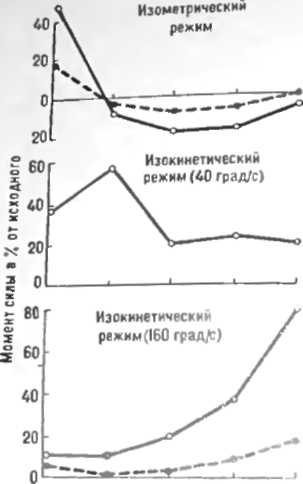 Изометрический
режим
40
20
0
20
Изокинетический
режим (40 град/с)
60
40
20
0
Изокинетический
режим (160 град/с)
80
60
40
20
0
Момент силы в % от исходного